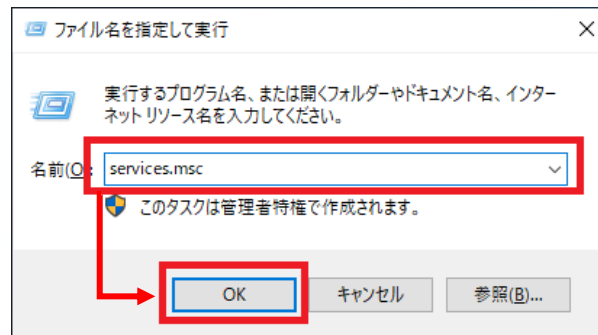 ファイル名を指定して実行
実行するプログラム名、または開くフォルダーやドキュメント名、インター
ネット リソース名を入力してください。
名前(O):
services.msc
このタスクは管理者特権で作成されます。
OK
キャンセル
参照(B)...